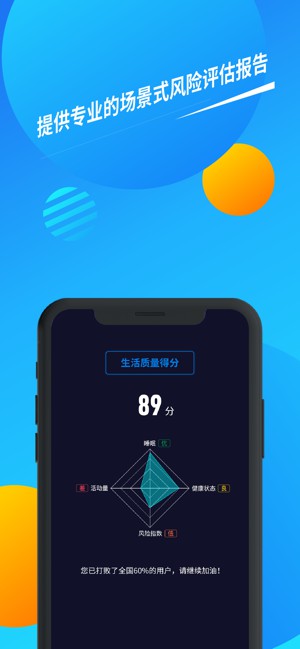 提供专业的场景式风险评估报告
生活质量得分
89分
睡眠 优
差 活动量
健康状态 良
风险指数 低
您已打败了全国60%的用户，请继续加油！